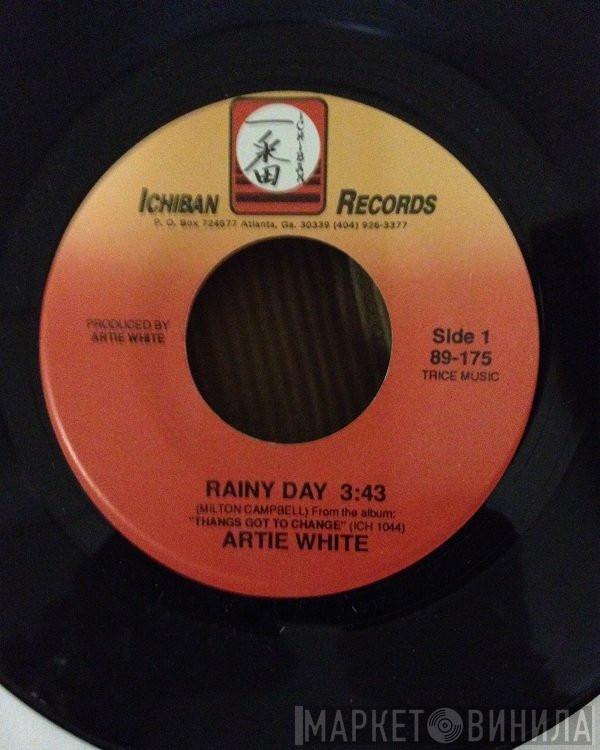 一番
ICHIBAN
ICHIBAN RECORDS
P. O. Box 724677 Atlanta, Ga. 30339 (404) 926-3377
PRODUCED BY
ARTIE WHITE
Side 1
89-175
TRICE MUSIC
RAINY DAY 3:43
(MILTON CAMPBELL) From the album:
"THANGS GOT TO CHANGE" (ICH 1044)
ARTIE WHITE
МАРКЕТ ВИНИЛА